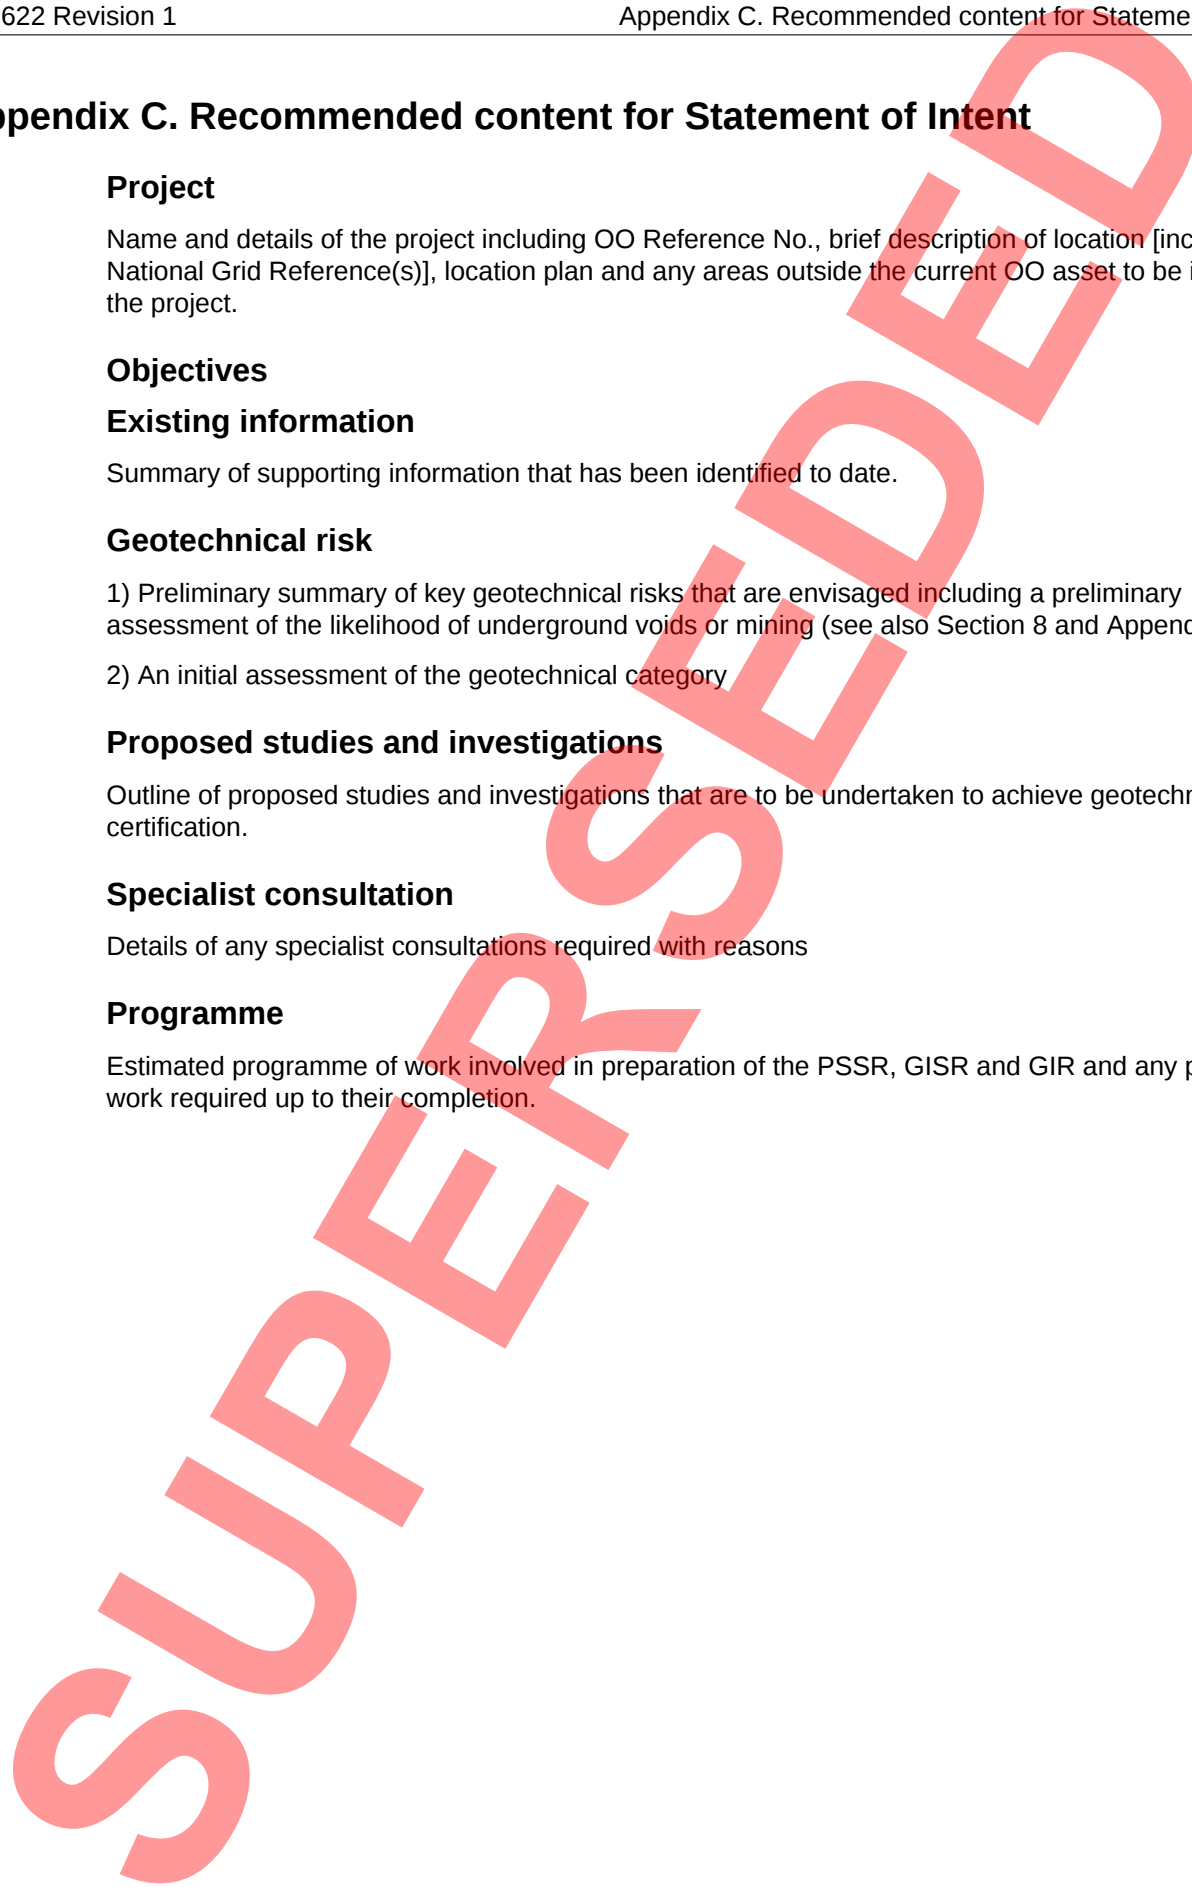 622 Revision 1 Appendix C. Recommended content for Stateme
ppendix C. Recommended content for Statement of Intent
Project
Name and details of the project including OO Reference No., brief description of location [inc
National Grid Reference(s)], location plan and any areas outside the current OO asset to be i
the project.
Objectives
Existing information
Summary of supporting information that has been identified to date.
Geotechnical risk
1) Preliminary summary of key geotechnical risks that are envisaged including a preliminary
assessment of the likelihood of underground voids or mining (see also Section 8 and Append
2) An initial assessment of the geotechnical category
Proposed studies and investigations
Outline of proposed studies and investigations that are to be undertaken to achieve geotechn
certification.
Specialist consultation
Details of any specialist consultations required with reasons
Programme
Estimated programme of work involved in preparation of the PSSR, GISR and GIR and any p
work required up to their completion.
SUPERSEDED